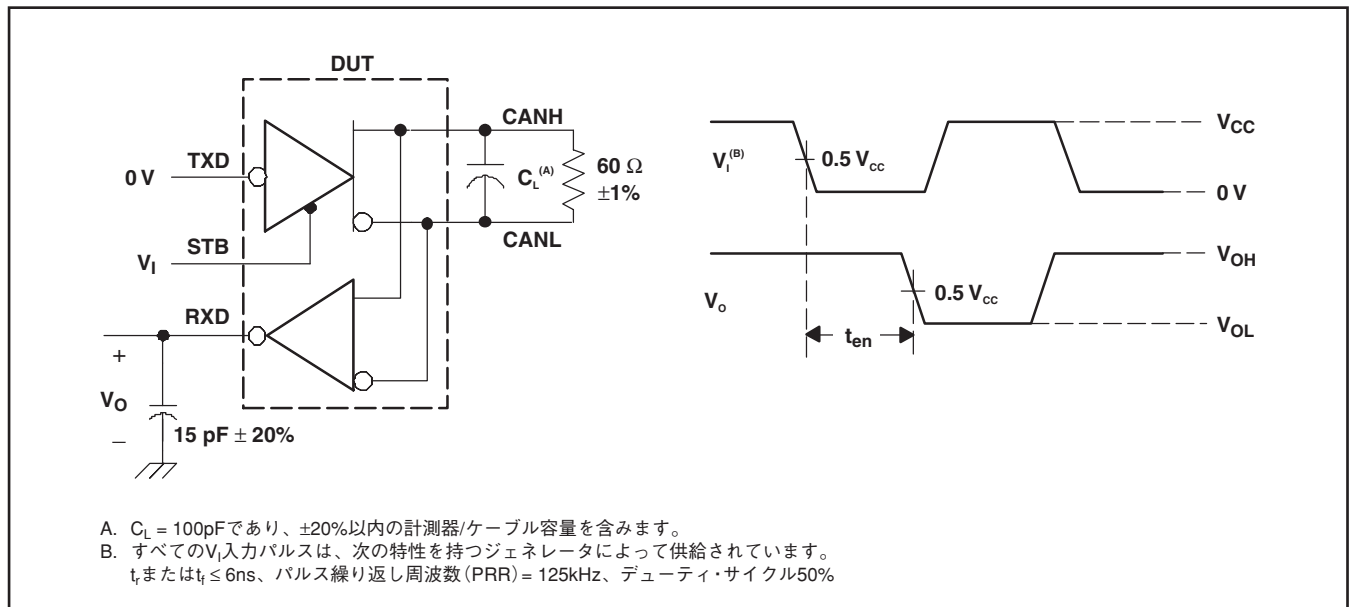 DUT
CANH
TXD
0 V
C_L^(A)
60 Ω
±1%
STB
V_I
CANL
RXD
+
V_O
–
15 pF ± 20%
V_I^(B)
0.5 V_CC
V_CC
0 V
V_OH
V_O
0.5 V_CC
t_en
V_OL
A. C_L = 100pFであり、±20%以内の計測器/ケーブル容量を含みます。
B. すべてのV_I入力パルスは、次の特性を持つジェネレータによって供給されています。
t_rまたはt_f ≤ 6ns、パルス繰り返し周波数(PRR) = 125kHz、デューティ・サイクル50%